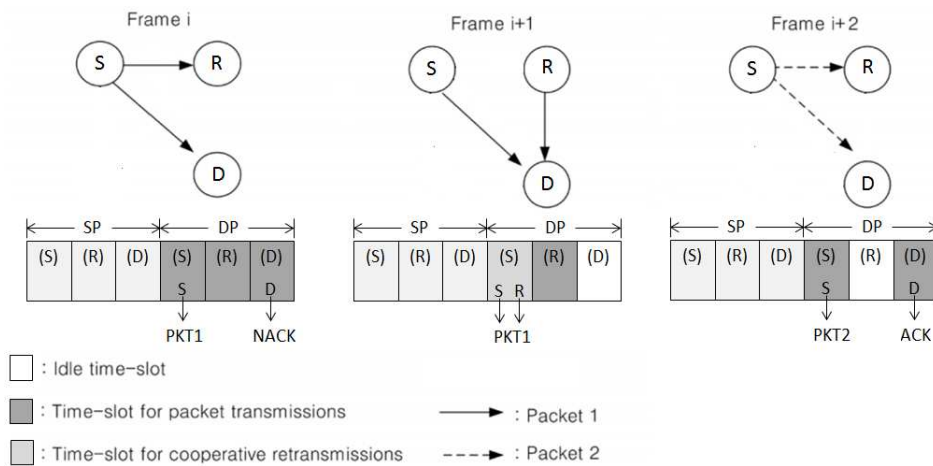 Frame i
Frame i+1
Frame i+2
S R
S R
S R
D
D
D
SP DP
SP DP
SP DP
(S) (R) (D) (S) (R) (D)
(S) (R) (D) (S) (R) (D)
(S) (R) (D) (S) (R) (D)
S D
S R
S D
PKT1 NACK
PKT1
PKT2 ACK
: Idle time-slot
: Time-slot for packet transmissions
: Packet 1
: Time-slot for cooperative retransmissions
: Packet 2